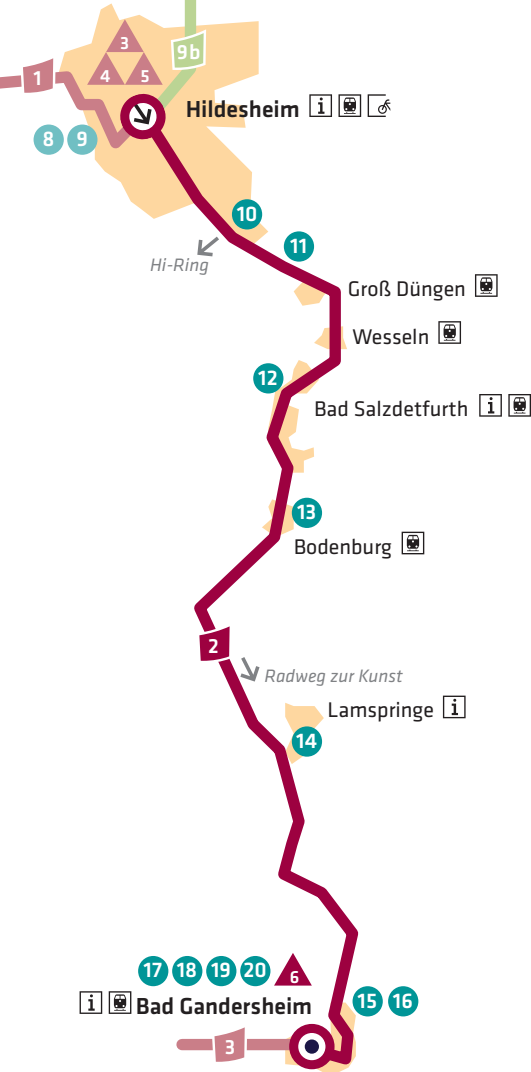 3
9b
4 5
1
Hildesheim i
8 9
10
11
Hi-Ring
Groß Düngen
Wesseln
12
Bad Salzdetfurth i
13
Bodenburg
2
Radweg zur Kunst
Lamspringe i
14
17 18 19 20 6
i Bad Gandersheim
15 16
3